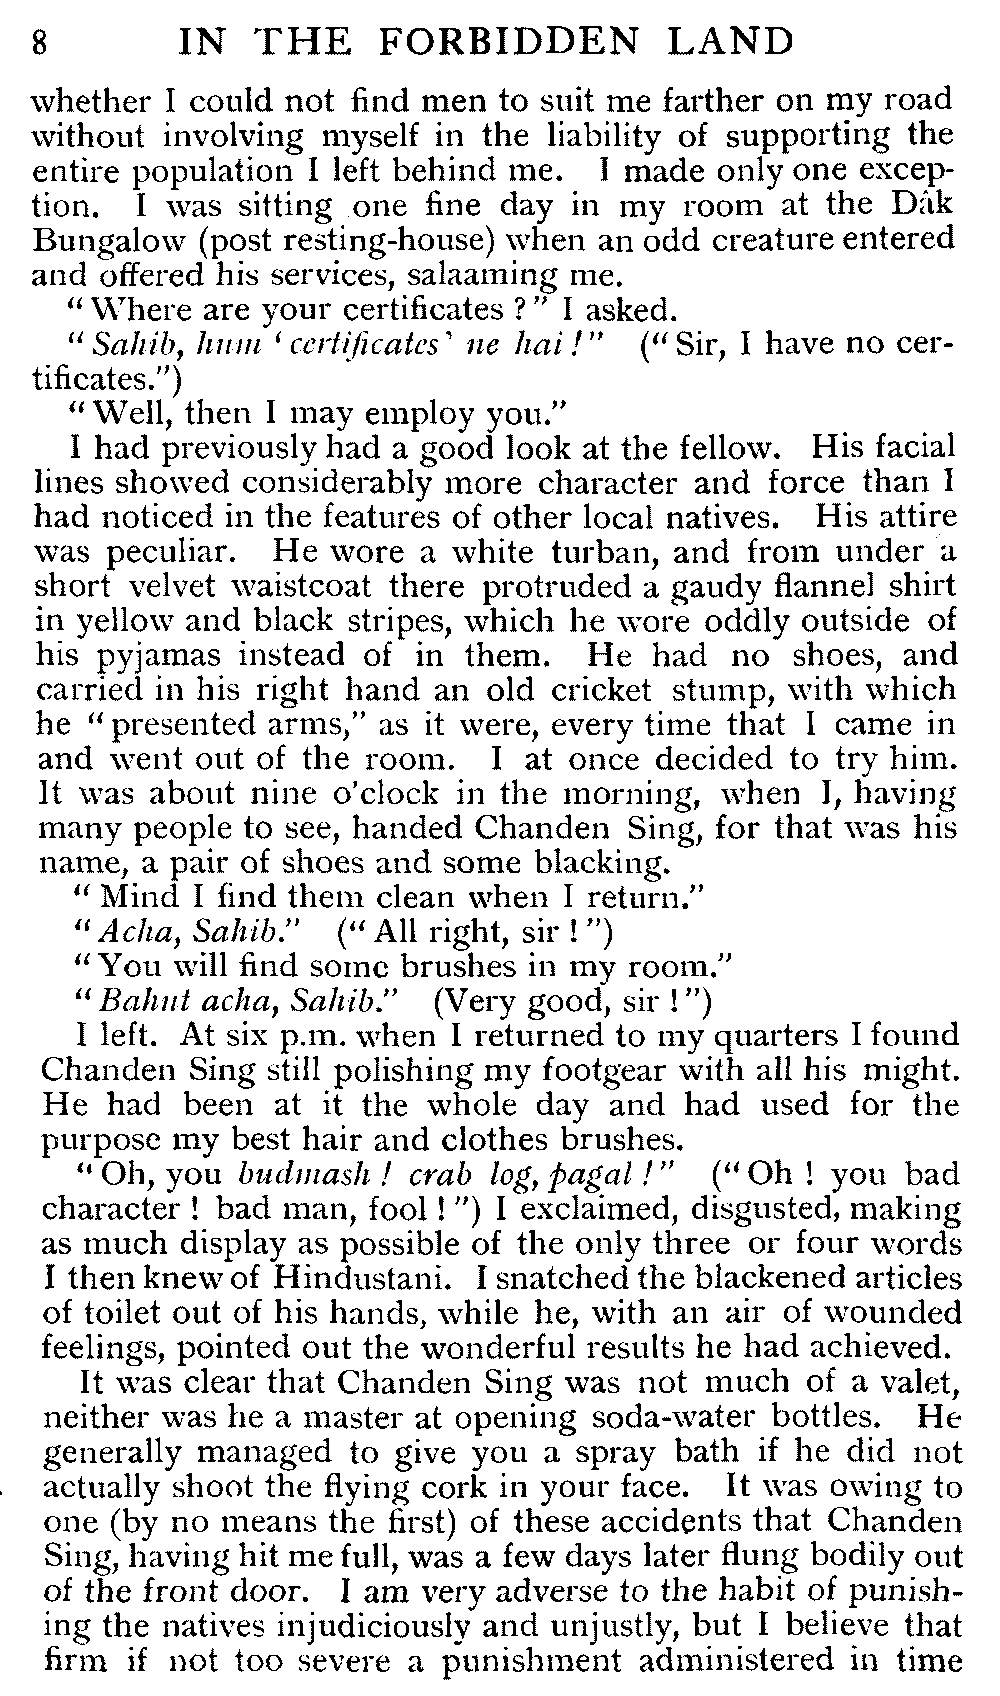 8 IN THE FORBIDDEN LAND
whether I could not find men to suit me farther on my road
without involving myself in the liability of supporting the
entire population I left behind me. I made only one excep-
tion. I was sitting one fine day in my room at the Dâk
Bungalow (post resting-house) when an odd creature entered
and offered his services, salaaming me.
“Where are your certificates?” I asked.
“Sahib, hum ‘certificates’ ne hai!” (“Sir, I have no cer-
tificates.”)
“Well, then I may employ you.”
I had previously had a good look at the fellow. His facial
lines showed considerably more character and force than I
had noticed in the features of other local natives. His attire
was peculiar. He wore a white turban, and from under a
short velvet waistcoat there protruded a gaudy flannel shirt
in yellow and black stripes, which he wore oddly outside of
his pyjamas instead of in them. He had no shoes, and
carried in his right hand an old cricket stump, with which
he “presented arms,” as it were, every time that I came in
and went out of the room. I at once decided to try him.
It was about nine o’clock in the morning, when I, having
many people to see, handed Chanden Sing, for that was his
name, a pair of shoes and some blacking.
“Mind I find them clean when I return.”
“Acha, Sahib.” (“All right, sir!”)
“You will find some brushes in my room.”
“Bahut acha, Sahib.” (Very good, sir!”)
I left. At six p.m. when I returned to my quarters I found
Chanden Sing still polishing my footgear with all his might.
He had been at it the whole day and had used for the
purpose my best hair and clothes brushes.
“Oh, you budmash! crab log, pagal!” (“Oh! you bad
character! bad man, fool!”) I exclaimed, disgusted, making
as much display as possible of the only three or four words
I then knew of Hindustani. I snatched the blackened articles
of toilet out of his hands, while he, with an air of wounded
feelings, pointed out the wonderful results he had achieved.
It was clear that Chanden Sing was not much of a valet,
neither was he a master at opening soda-water bottles. He
generally managed to give you a spray bath if he did not
actually shoot the flying cork in your face. It was owing to
one (by no means the first) of these accidents that Chanden
Sing, having hit me full, was a few days later flung bodily out
of the front door. I am very adverse to the habit of punish-
ing the natives injudiciously and unjustly, but I believe that
firm if not too severe a punishment administered in time